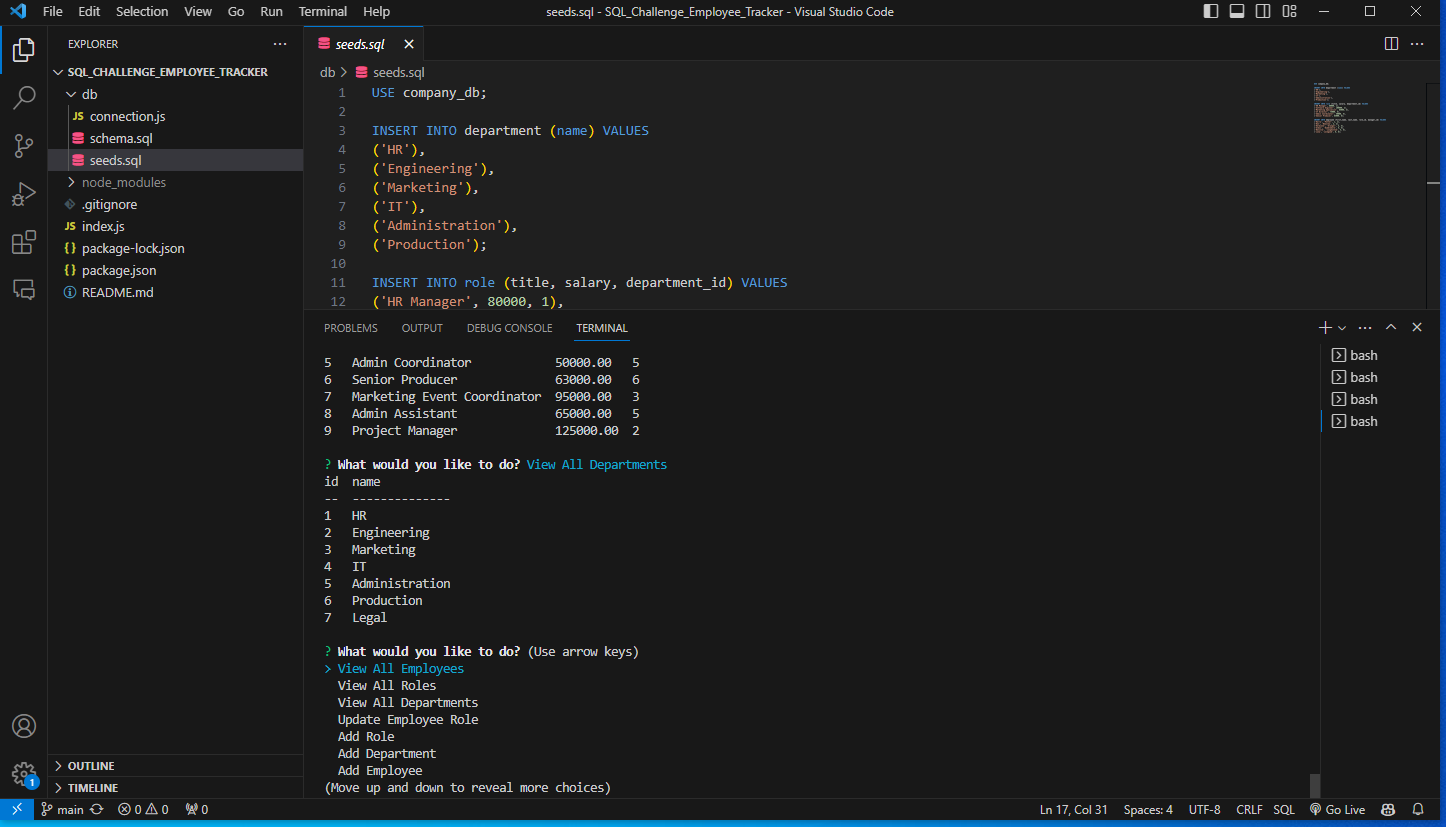 File Edit Selection View Go Run Terminal Help seeds.sql - SQL_Challenge_Employee_Tracker - Visual Studio Code
EXPLORER
SQL_CHALLENGE_EMPLOYEE_TRACKER
db
JS connection.js
schema.sql
seeds.sql
node_modules
.gitignore
JS index.js
{} package-lock.json
{} package.json
README.md
OUTLINE
TIMELINE
seeds.sql
db > seeds.sql
1 USE company_db;
2
3 INSERT INTO department (name) VALUES
4 ('HR'),
5 ('Engineering'),
6 ('Marketing'),
7 ('IT'),
8 ('Administration'),
9 ('Production');
10
11 INSERT INTO role (title, salary, department_id) VALUES
12 ('HR Manager', 80000, 1),
PROBLEMS OUTPUT DEBUG CONSOLE TERMINAL
5 Admin Coordinator 50000.00 5
6 Senior Producer 63000.00 6
7 Marketing Event Coordinator 95000.00 3
8 Admin Assistant 65000.00 5
9 Project Manager 125000.00 2
? What would you like to do? View All Departments
id name
-- --------------
1 HR
2 Engineering
3 Marketing
4 IT
5 Administration
6 Production
7 Legal
? What would you like to do? (Use arrow keys)
> View All Employees
View All Roles
View All Departments
Update Employee Role
Add Role
Add Department
Add Employee
(Move up and down to reveal more choices)
bash
bash
bash
bash
1
main 0 0 0 Ln 17, Col 31 Spaces: 4 UTF-8 CRLF SQL Go Live